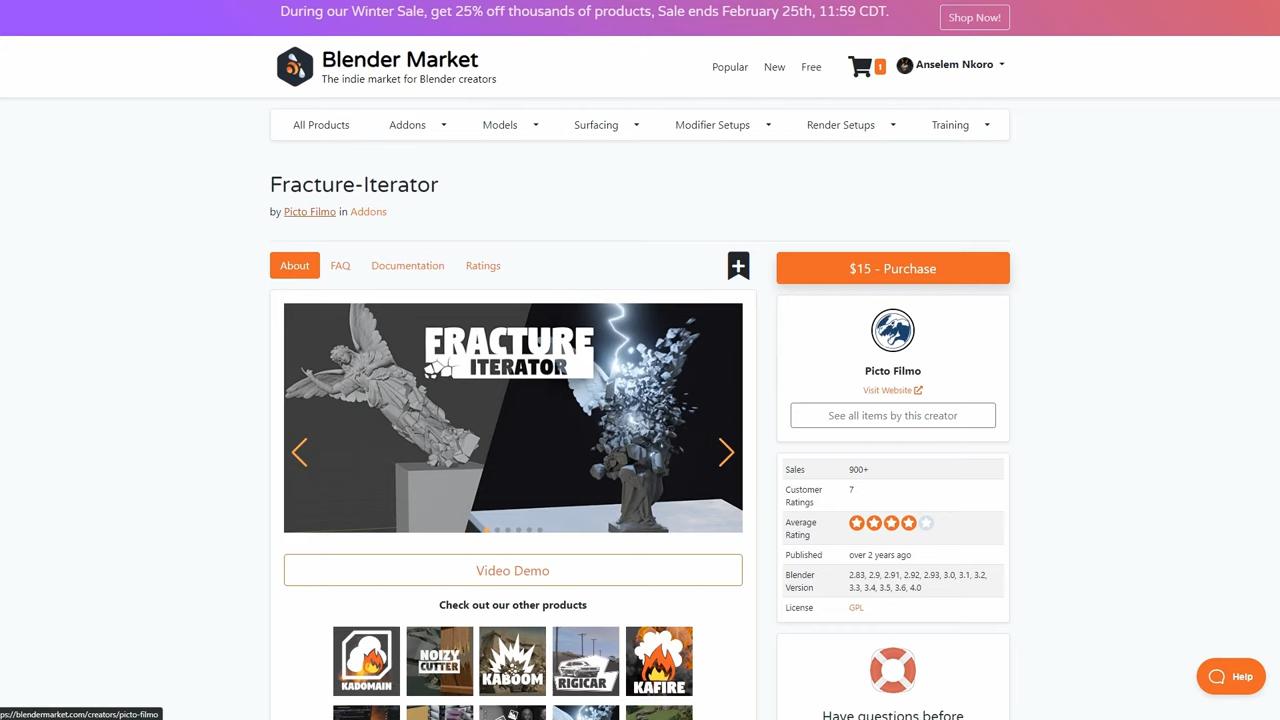 During our Winter Sale, get 25% off thousands of products, Sale ends February 25th, 11:59 CDT.
Shop Now!
Blender Market
The indie market for Blender creators
Popular
New
Free
1
Anselem Nkoro
All Products
Addons
Models
Surfacing
Modifier Setups
Render Setups
Training
Fracture-Iterator
by Picto Filmo in Addons
About
FAQ
Documentation
Ratings
$15 - Purchase
FRACTURE
ITERATOR
Picto Filmo
Visit Website
See all items by this creator
Sales 900+
Customer 7
Ratings
Average
Rating
Published over 2 years ago
Blender 2.83, 2.9, 2.91, 2.92, 2.93, 3.0, 3.1, 3.2,
Version 3.3, 3.4, 3.5, 3.6, 4.0
License GPL
Video Demo
Check out our other products
KADOMAIN
NOIZY
CUTTER
KABOOM
RIGICAR
KAFIRE
Have questions before
Help
ps://blendermarket.com/creators/picto-filmo